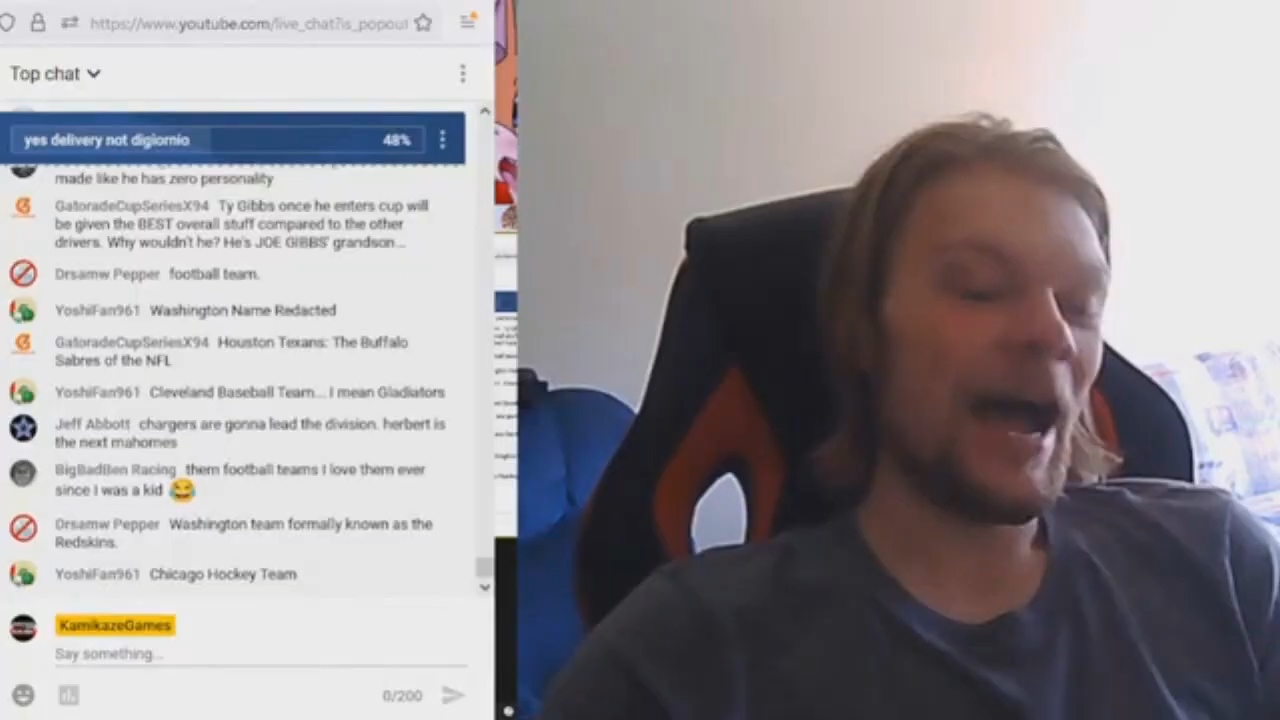 https://www.youtube.com/live_chat?is_popout
Top chat
yes delivery not digiornio 48%
made like he has zero personality
GatoradeCupSeriesX94 Ty Gibbs once he enters cup will
be given the BEST overall stuff compared to the other
drivers. Why wouldn't he? He's JOE GIBBS' grandson...
Drsamw Pepper football team.
YoshiFan961 Washington Name Redacted
GatoradeCupSeriesX94 Houston Texans: The Buffalo
Sabres of the NFL
YoshiFan961 Cleveland Baseball Team... I mean Gladiators
Jeff Abbott chargers are gonna lead the division. herbert is
the next mahomes
BigBadBen Racing them football teams I love them ever
since I was a kid 😂
Drsamw Pepper Washington team formally known as the
Redskins.
YoshiFan961 Chicago Hockey Team
KamikazeGames
Say something...
0/200